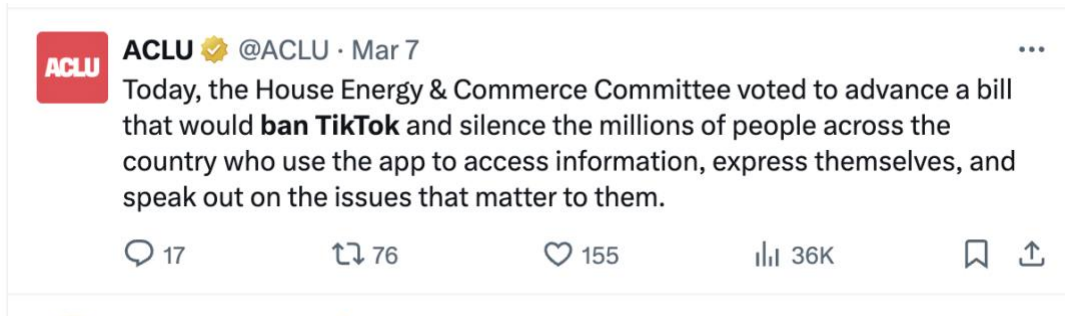 ACLU
ACLU @ACLU · Mar 7
Today, the House Energy & Commerce Committee voted to advance a bill
that would ban TikTok and silence the millions of people across the
country who use the app to access information, express themselves, and
speak out on the issues that matter to them.
17 76 155 36K